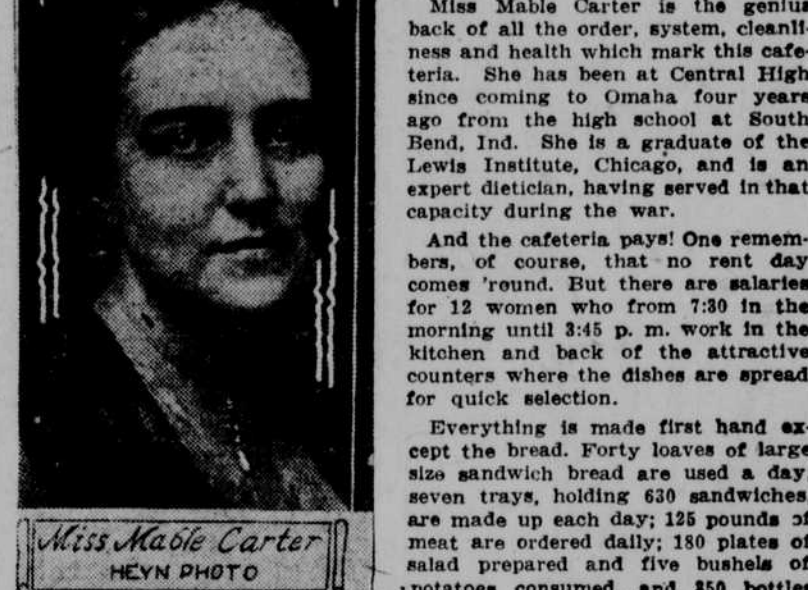 Miss Mable Carter
HEYN PHOTO
Miss Mable Carter is the genius
back of all the order, system, cleanli-
ness and health which mark this cafe-
teria. She has been at Central High
since coming to Omaha four years
ago from the high school at South
Bend, Ind. She is a graduate of the
Lewis Institute, Chicago, and is an
expert dietician, having served in that
capacity during the war.
And the cafeteria pays! One remem-
bers, of course, that no rent day
comes 'round. But there are salaries
for 12 women who from 7:30 in the
morning until 3:45 p. m. work in the
kitchen and back of the attractive
counters where the dishes are spread
for quick selection.
Everything is made first hand ex-
cept the bread. Forty loaves of large
size sandwich bread are used a day,
seven trays, holding 630 sandwiches
are made up each day; 125 pounds of
meat are ordered daily; 180 plates of
salad prepared and five bushels of
potatoes consumed, and 850 bottles